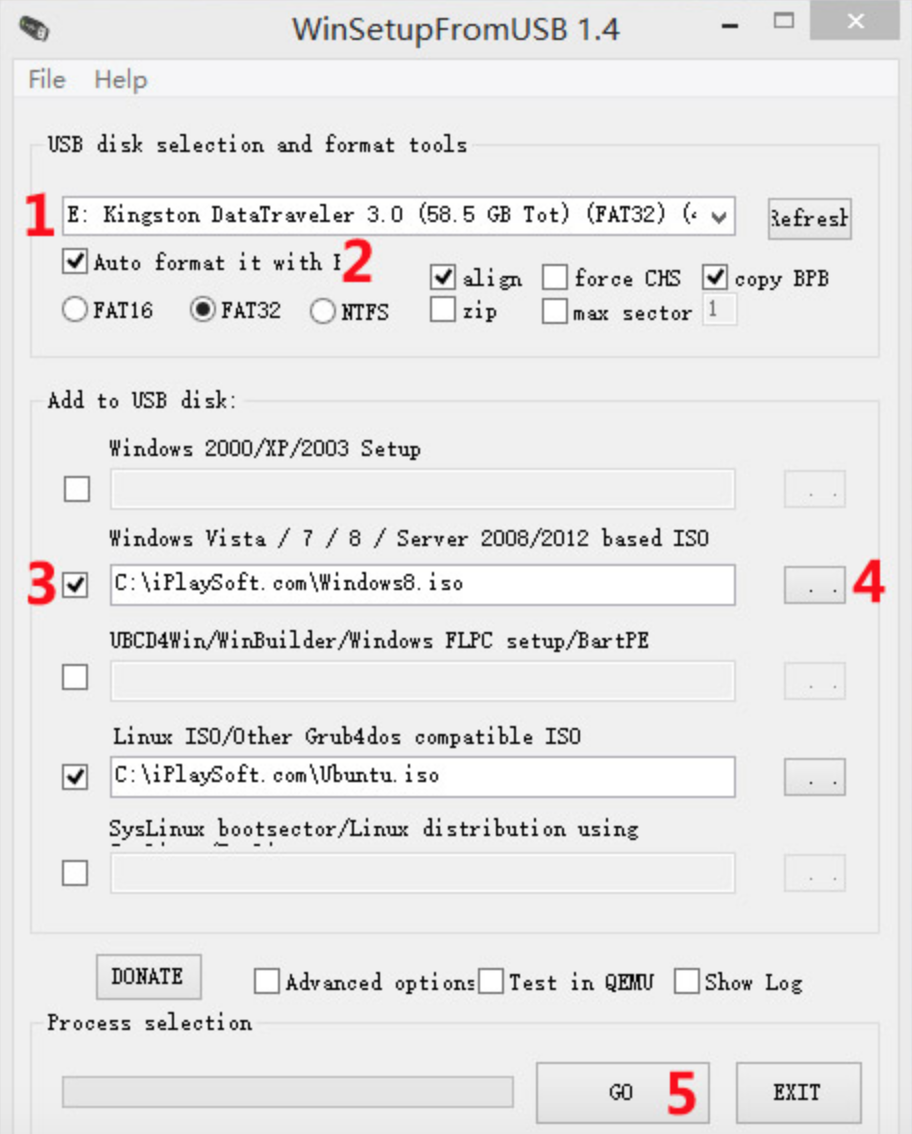 WinSetupFromUSB 1.4
File Help
USB disk selection and format tools
1 E: Kingston DataTraveler 3.0 (58.5 GB Tot) (FAT32) ( Refresh
Auto format it with 2
align force CHS copy BPB
FAT16 FAT32 NTFS zip max sector 1
Add to USB disk:
Windows 2000/XP/2003 Setup
. .
Windows Vista / 7 / 8 / Server 2008/2012 based ISO
3 C:\iPlaySoft.com\Windows8.iso . . 4
UBCD4Win/WinBuilder/Windows FLPC setup/BartPE
. .
Linux ISO/Other Grub4dos compatible ISO
C:\iPlaySoft.com\Ubuntu.iso . .
SysLinux bootsector/Linux distribution using
. .
DONATE Advanced options Test in QEMU Show Log
Process selection
GO 5 EXIT